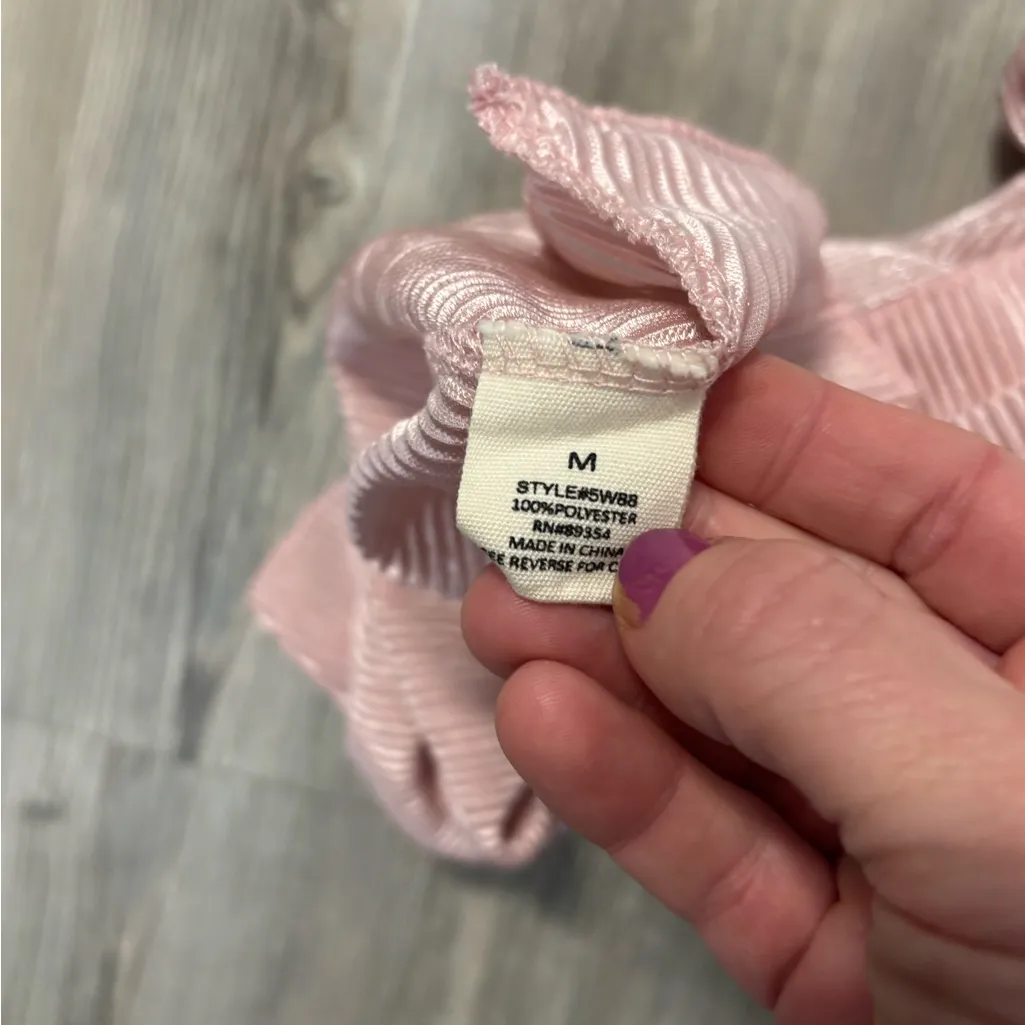 M
STYLE#5W88
100%POLYESTER
RN#89354
MADE IN CHINA
REVERSE FOR